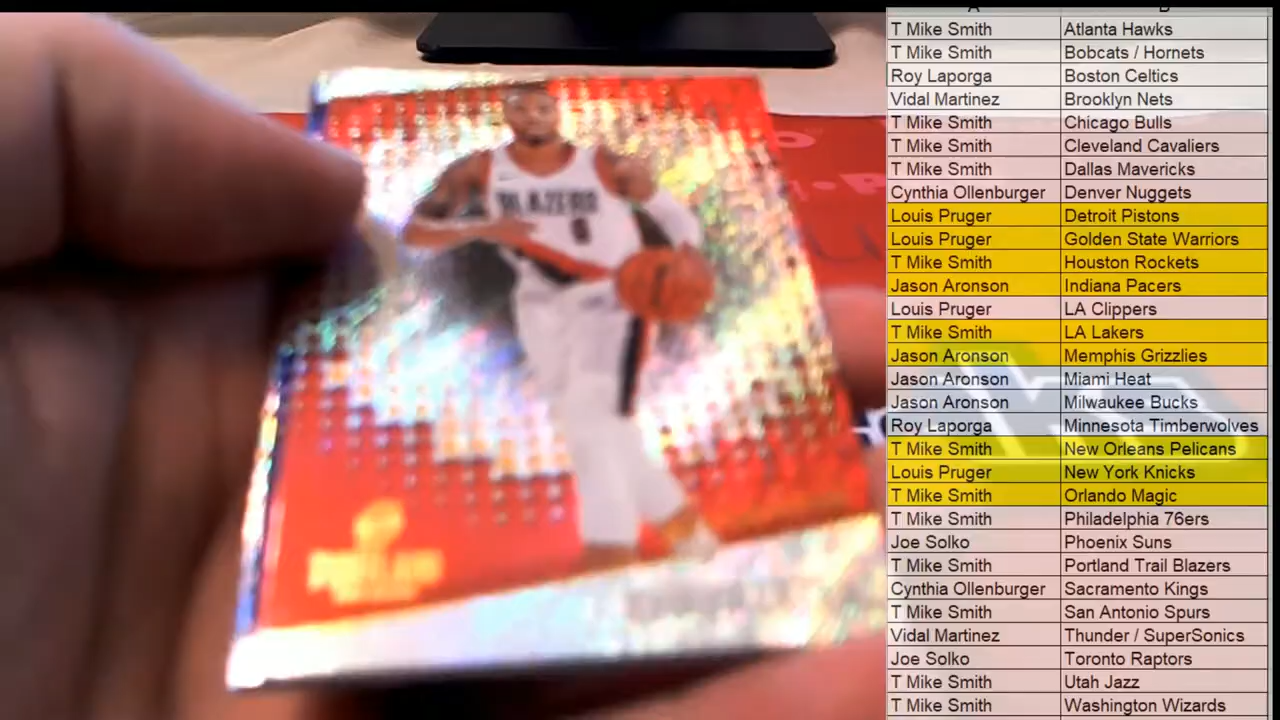 T Mike Smith Atlanta Hawks
T Mike Smith Bobcats / Hornets
Roy Laporga Boston Celtics
Vidal Martinez Brooklyn Nets
T Mike Smith Chicago Bulls
T Mike Smith Cleveland Cavaliers
T Mike Smith Dallas Mavericks
Cynthia Ollenburger Denver Nuggets
Louis Pruger Detroit Pistons
Louis Pruger Golden State Warriors
T Mike Smith Houston Rockets
Jason Aronson Indiana Pacers
Louis Pruger LA Clippers
T Mike Smith LA Lakers
Jason Aronson Memphis Grizzlies
Jason Aronson Miami Heat
Jason Aronson Milwaukee Bucks
Roy Laporga Minnesota Timberwolves
T Mike Smith New Orleans Pelicans
Louis Pruger New York Knicks
T Mike Smith Orlando Magic
T Mike Smith Philadelphia 76ers
Joe Solko Phoenix Suns
T Mike Smith Portland Trail Blazers
Cynthia Ollenburger Sacramento Kings
T Mike Smith San Antonio Spurs
Vidal Martinez Thunder / SuperSonics
Joe Solko Toronto Raptors
T Mike Smith Utah Jazz
T Mike Smith Washington Wizards
BLAZERS